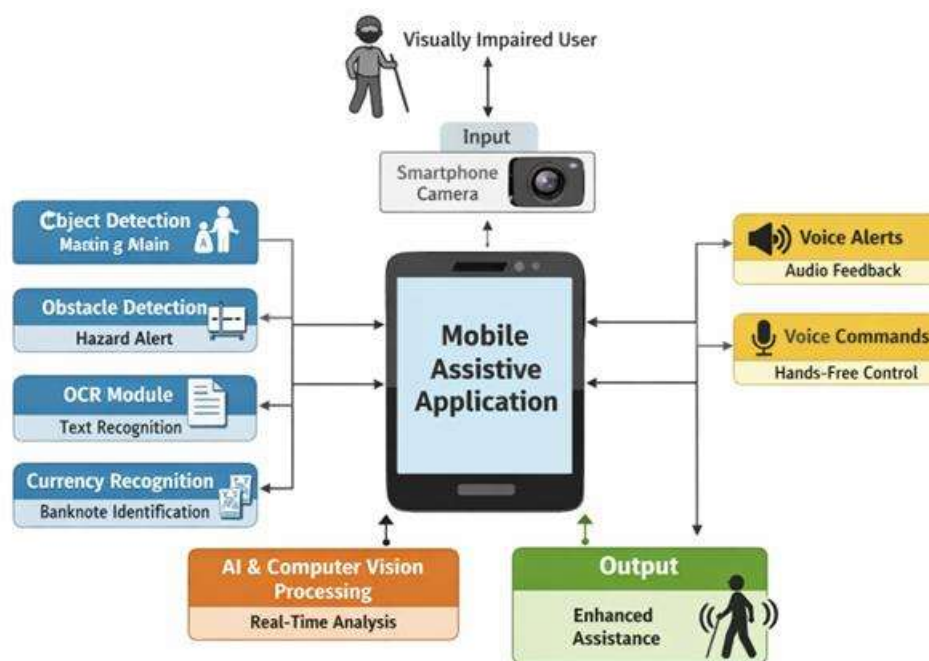 Visually Impaired User
Input
Smartphone
Camera
Object Detection
Obstacle Detection
Hazard Alert
OCR Module
Text Recognition
Currency Recognition
Banknote Identification
Mobile
Assistive
Application
Voice Alerts
Audio Feedback
Voice Commands
Hands-Free Control
AI & Computer Vision
Processing
Real-Time Analysis
Output
Enhanced
Assistance